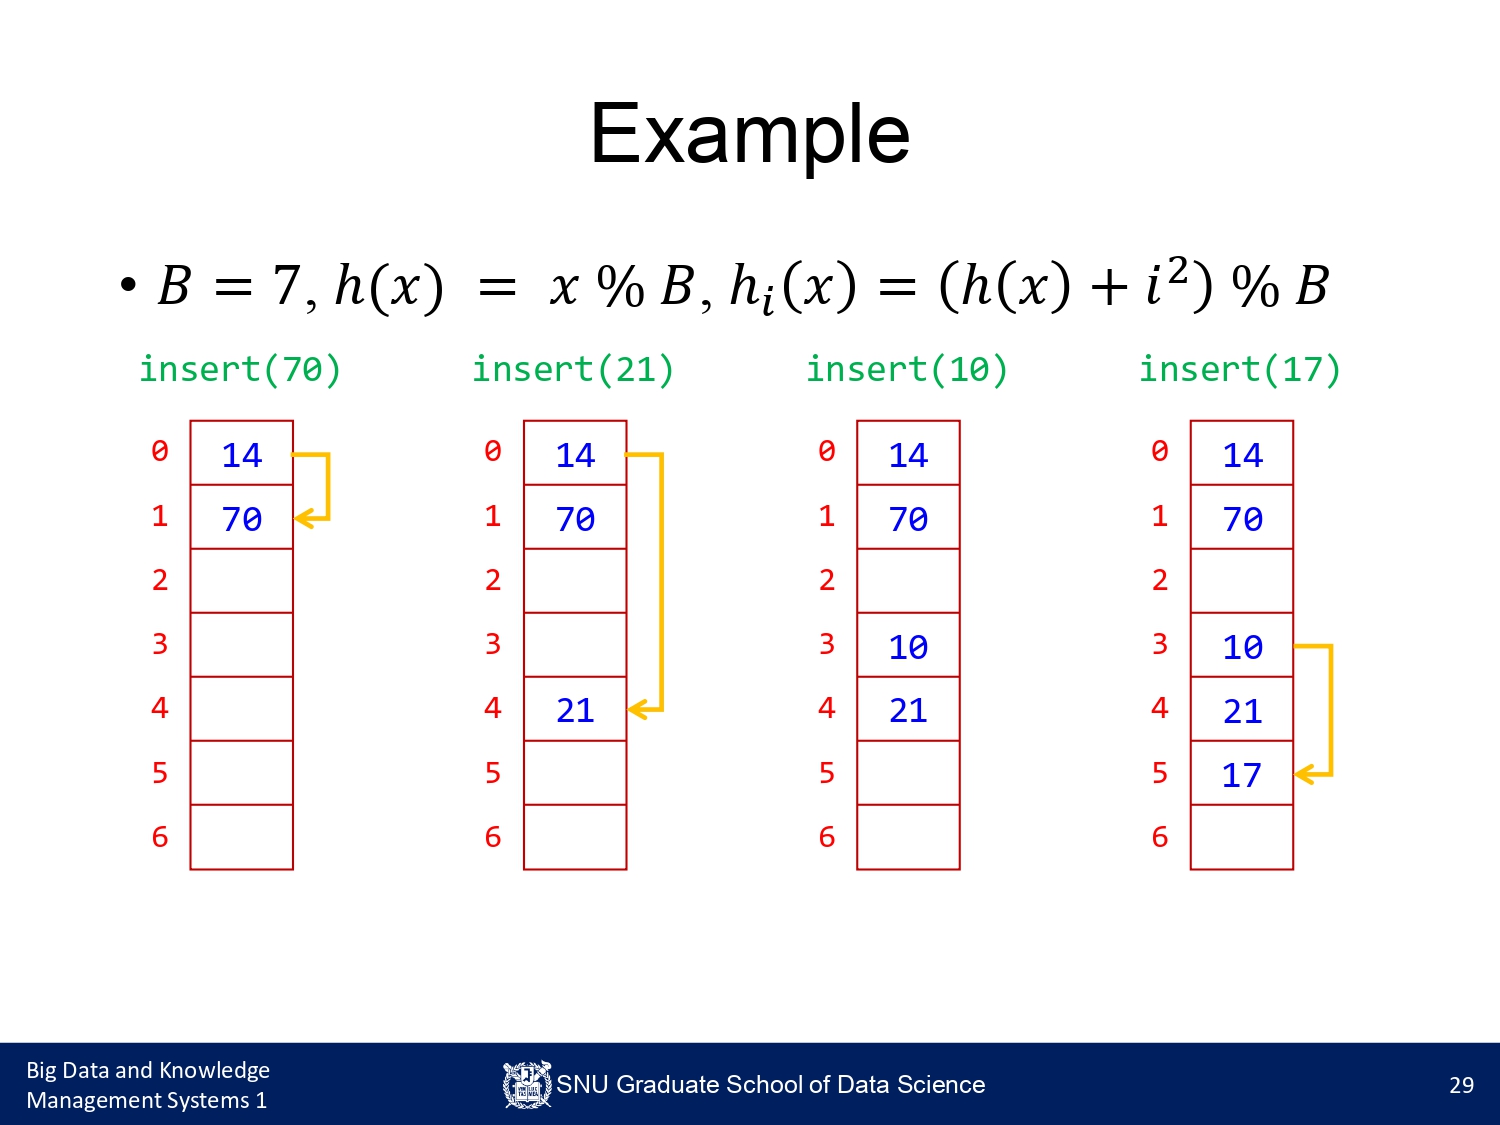 Example
• B = 7, h(x) = x % B, hᵢ(x) = (h(x) + i²) % B
insert(70) insert(21) insert(10) insert(17)
0 14 0 14 0 14 0 14
1 70 1 70 1 70 1 70
2 2 2 2
3 3 3 10 3 10
4 4 21 4 21 4 21
5 5 5 5 17
6 6 6 6
Big Data and Knowledge
Management Systems 1
SNU Graduate School of Data Science
29